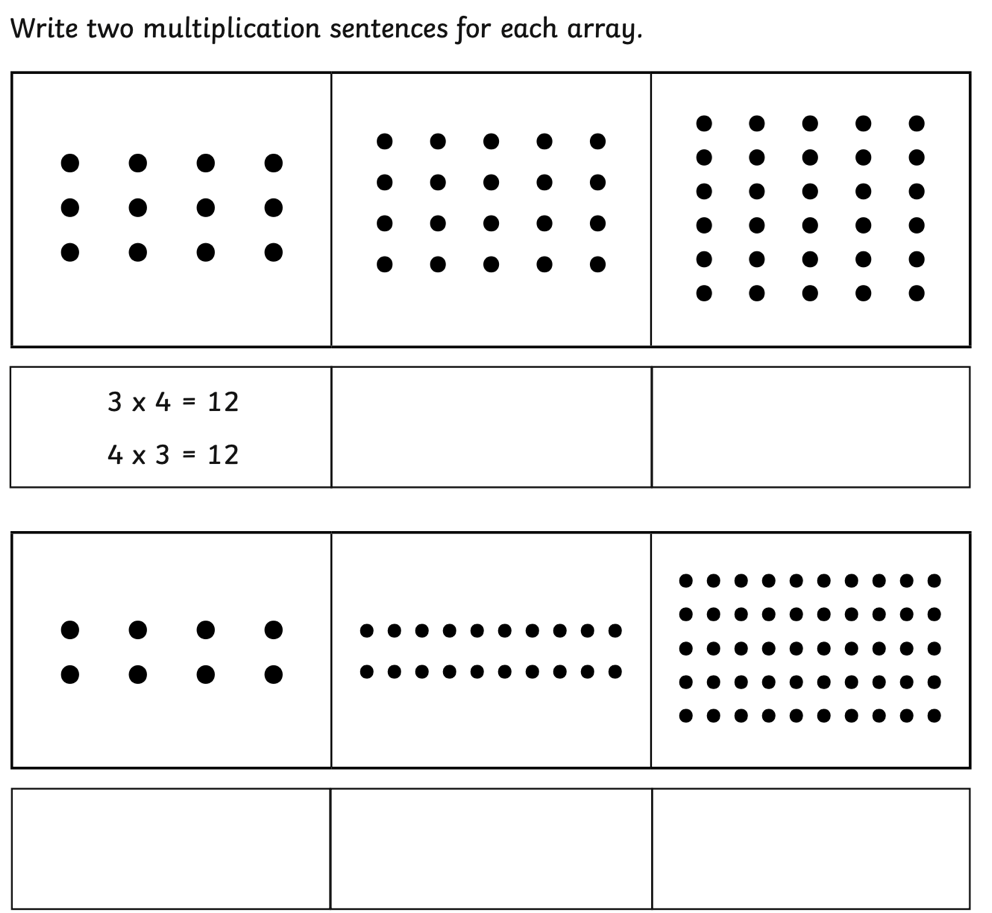 Write two multiplication sentences for each array.
3 x 4 = 12
4 x 3 = 12